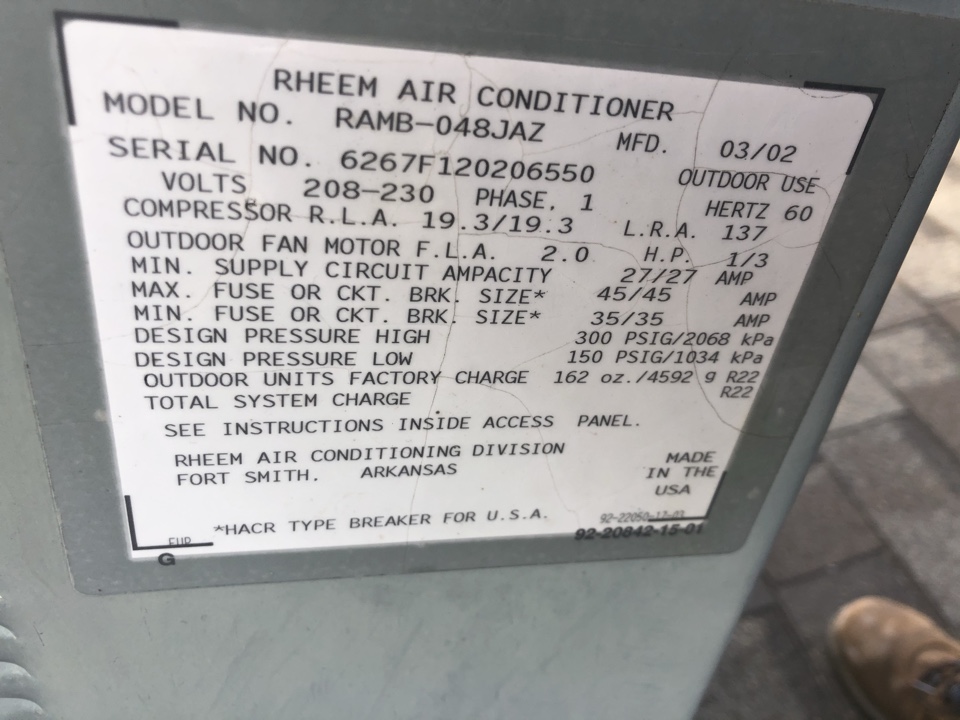 RHEEM AIR CONDITIONER
MODEL NO. RAMB-048JAZ MFD. 03/02
SERIAL NO. 6267F120206550 OUTDOOR USE
VOLTS 208-230 PHASE. 1 HERTZ 60
COMPRESSOR R.L.A. 19.3/19.3 L.R.A. 137
OUTDOOR FAN MOTOR F.L.A. 2.0 H.P. 1/3
MIN. SUPPLY CIRCUIT AMPACITY 27/27 AMP
MAX. FUSE OR CKT. BRK. SIZE* 45/45 AMP
MIN. FUSE OR CKT. BRK. SIZE* 35/35 AMP
DESIGN PRESSURE HIGH 300 PSIG/2068 kPa
DESIGN PRESSURE LOW 150 PSIG/1034 kPa
OUTDOOR UNITS FACTORY CHARGE 162 oz./4592 g R22
TOTAL SYSTEM CHARGE R22
SEE INSTRUCTIONS INSIDE ACCESS PANEL.
RHEEM AIR CONDITIONING DIVISION
FORT SMITH. ARKANSAS
MADE
IN THE
USA
*HACR TYPE BREAKER FOR U.S.A.
92-20842-15-01
G